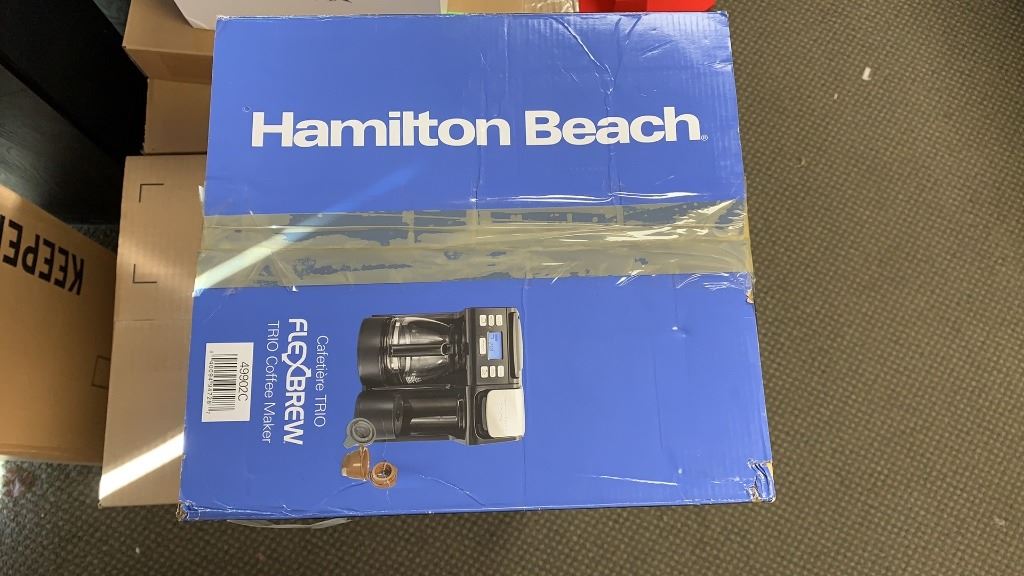 Hamilton Beach®
Cafetière TRIO
FLEXBREW
TRIO Coffee Maker
49902C
KEEPE